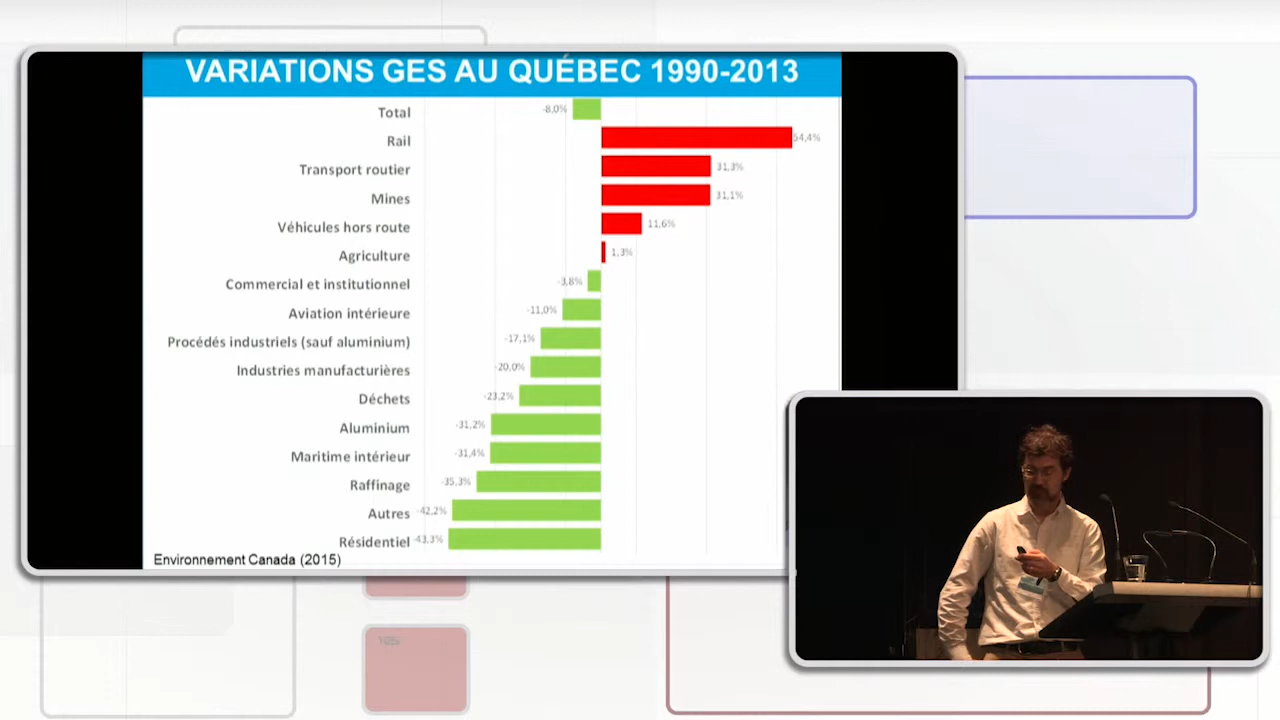 VARIATIONS GES AU QUÉBEC 1990-2013
Total -8,0%
Rail 54,4%
Transport routier 31,3%
Mines 31,1%
Véhicules hors route 11,6%
Agriculture 1,3%
Commercial et institutionnel -3,8%
Aviation intérieure -11,0%
Procédés industriels (sauf aluminium) -17,1%
Industries manufacturières -20,0%
Déchets -23,2%
Aluminium -31,2%
Maritime intérieur -31,4%
Raffinage -35,3%
Autres -42,2%
Résidentiel -43,3%
Environnement Canada (2015)